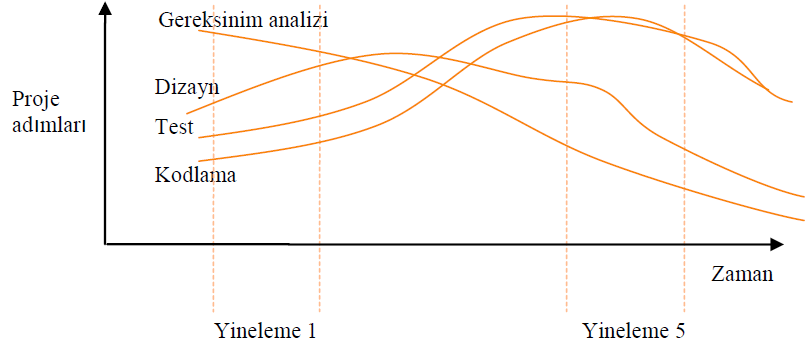 Gereksinim analizi
Dizayn
Proje
adımları
Test
Kodlama
Zaman
Yineleme 1
Yineleme 5